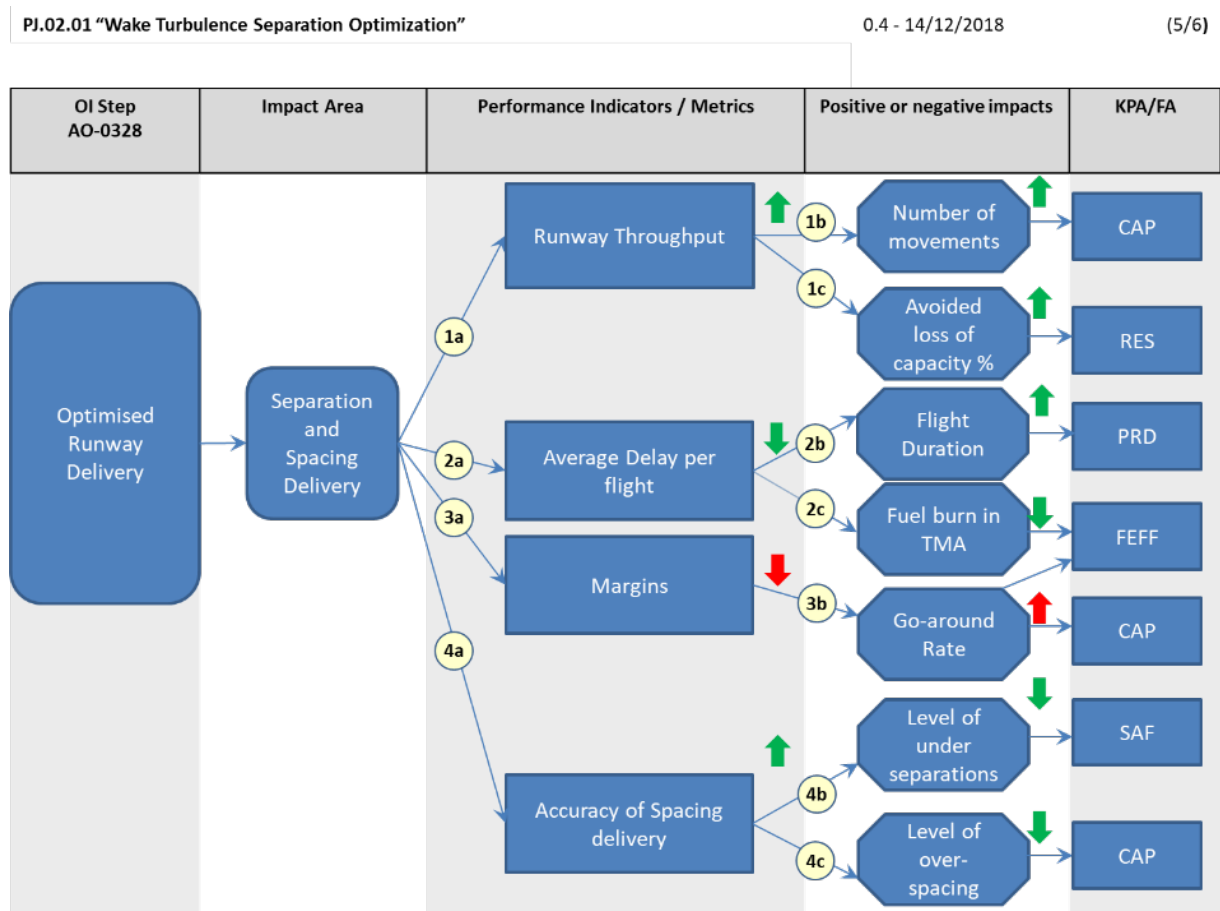 PJ.02.01 “Wake Turbulence Separation Optimization”
0.4 - 14/12/2018
(5/6)
OI Step
AO-0328
Impact Area
Performance Indicators / Metrics
Positive or negative impacts
KPA/FA
Optimised
Runway
Delivery
Separation
and
Spacing
Delivery
1a
2a
3a
4a
Runway Throughput
1b
Number of
movements
CAP
1c
Avoided
loss of
capacity %
RES
Average Delay per
flight
2b
Flight
Duration
PRD
2c
Fuel burn in
TMA
FEFF
Margins
3b
Go-around
Rate
CAP
Accuracy of Spacing
delivery
4b
Level of
under
separations
SAF
4c
Level of
over-
spacing
CAP